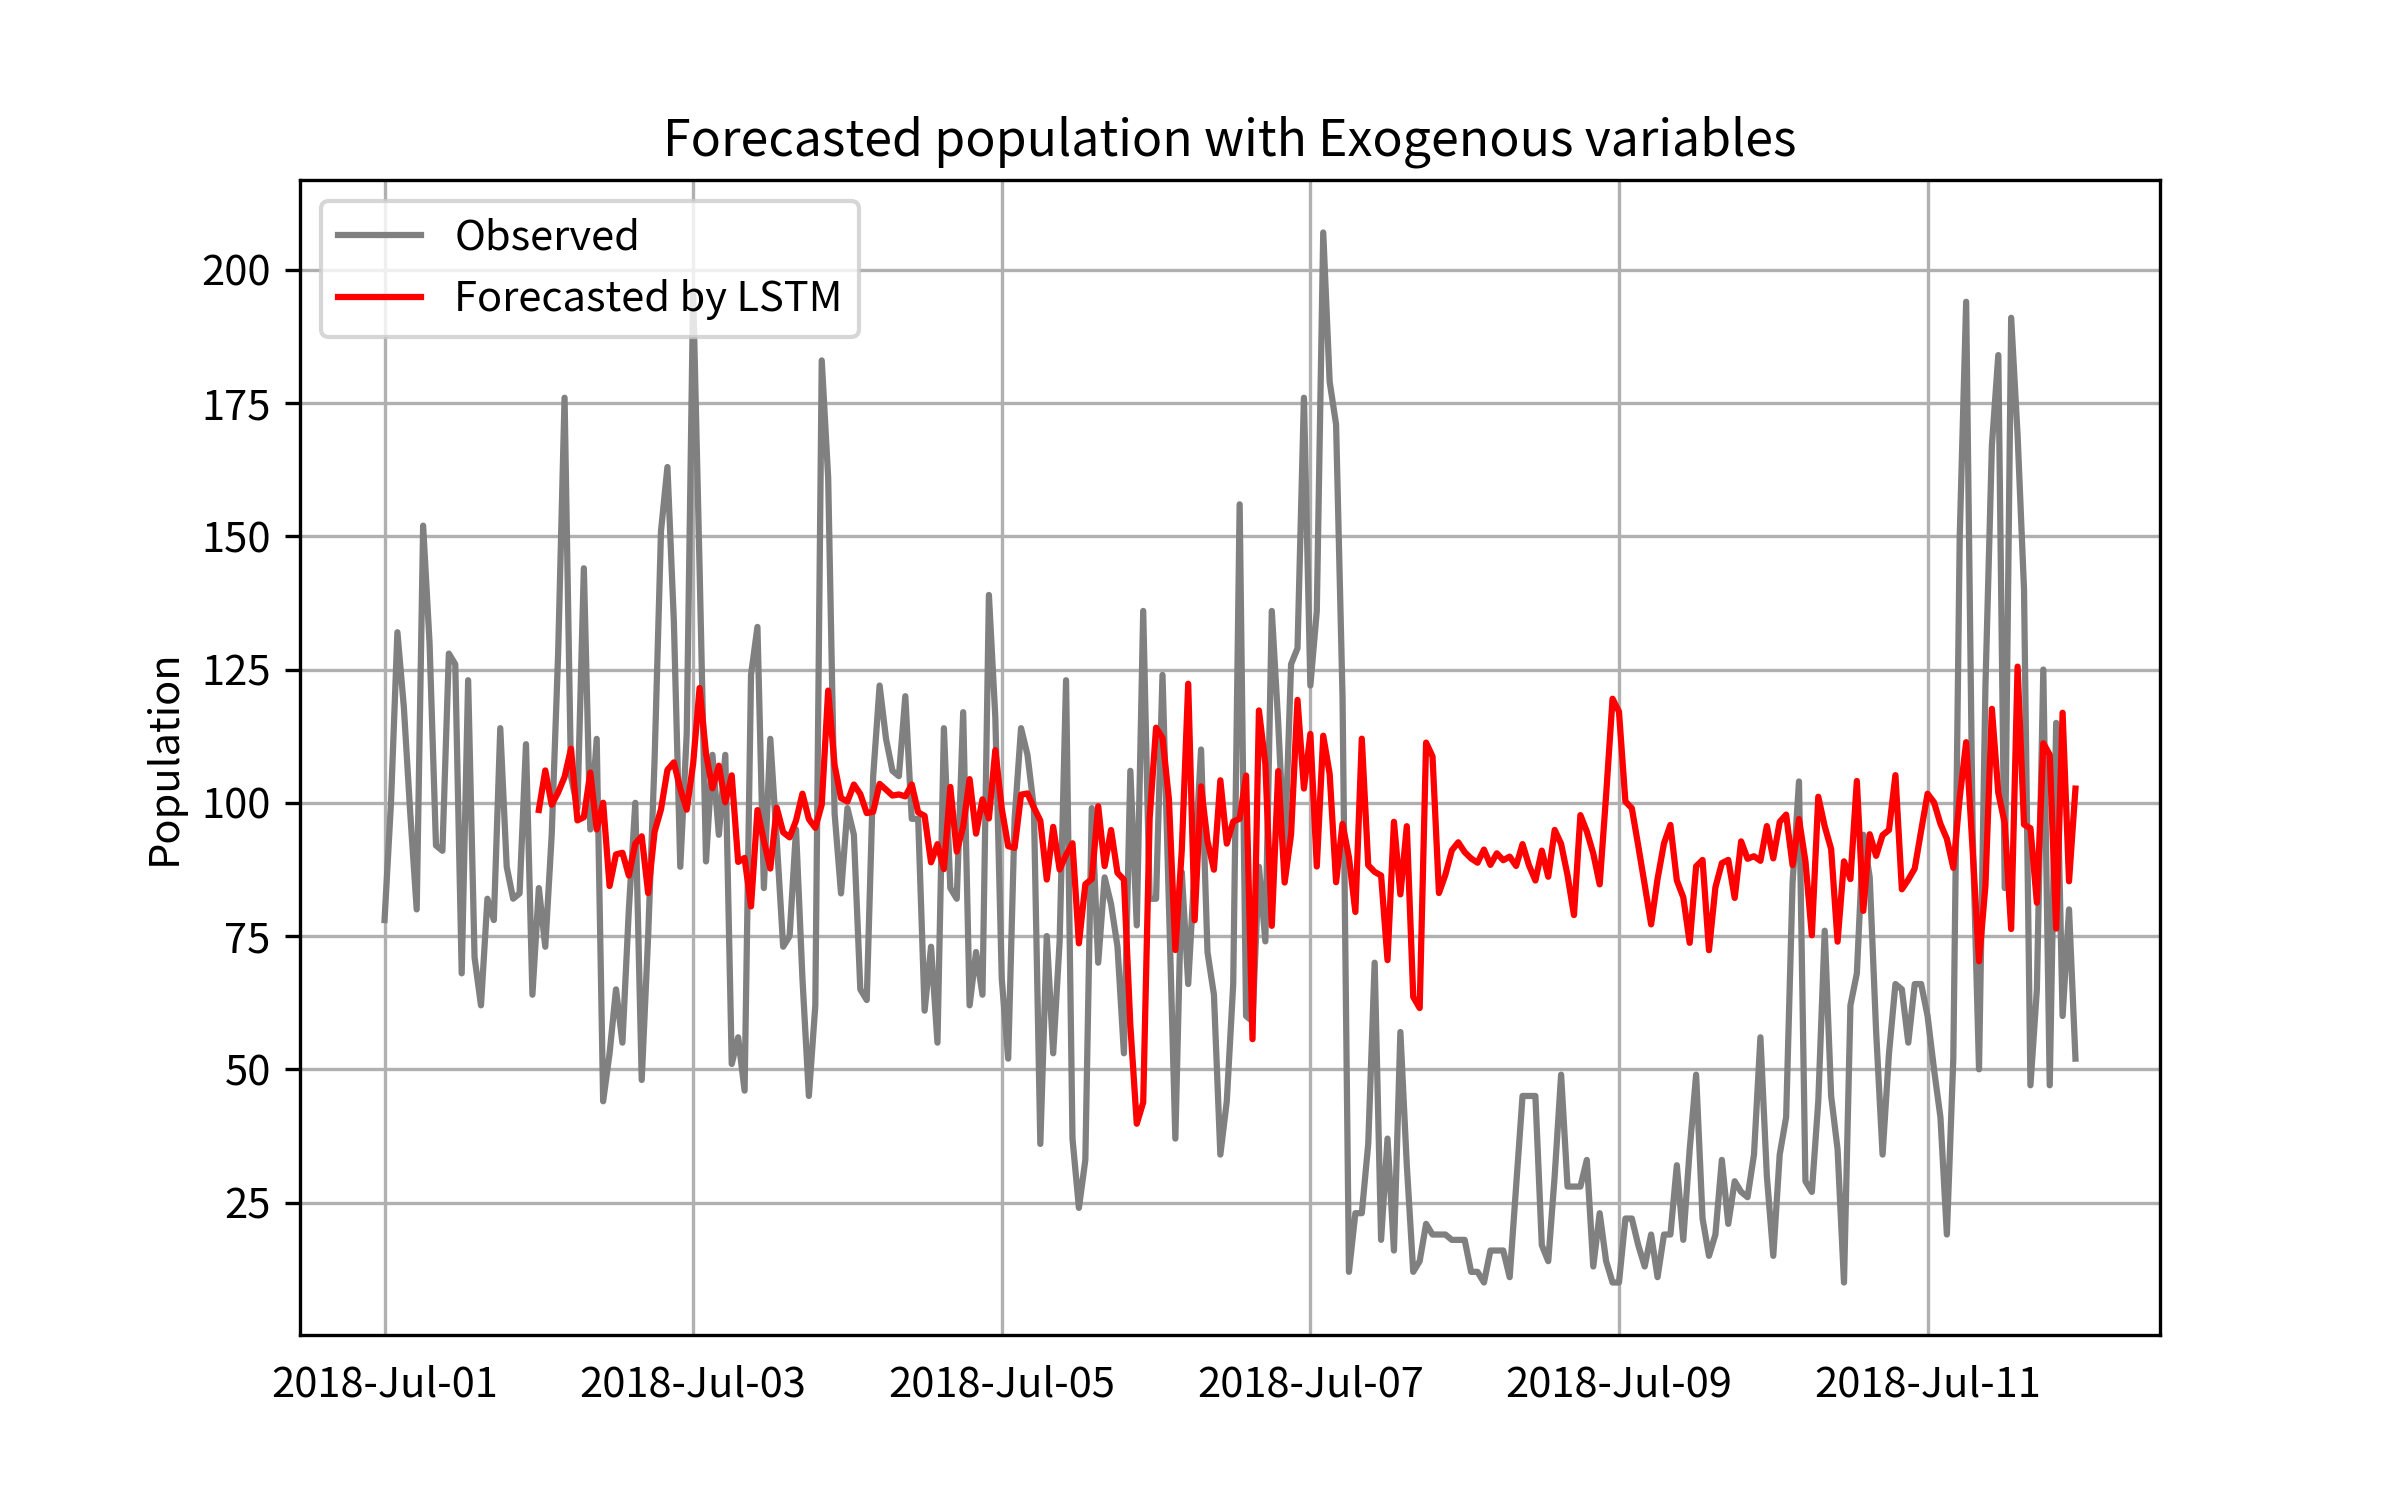 Forecasted population with Exogenous variables
Observed
Forecasted by LSTM
Population
200
175
150
125
100
75
50
25
2018-Jul-01 2018-Jul-03 2018-Jul-05 2018-Jul-07 2018-Jul-09 2018-Jul-11